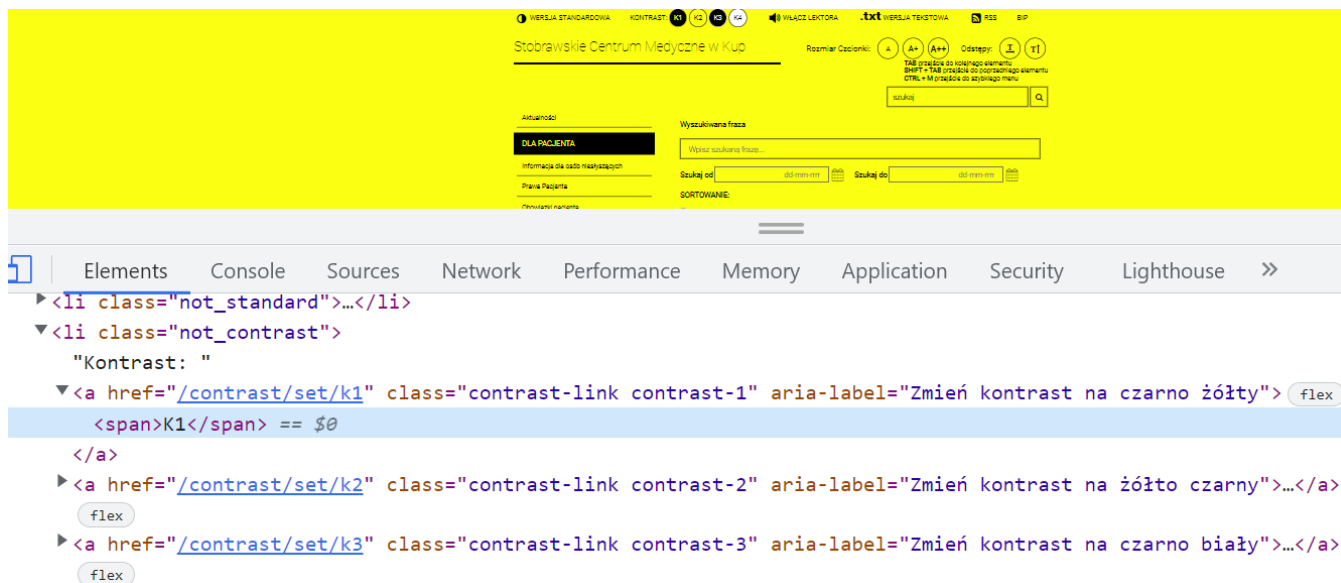 WERSJA STANDARDOWA KONTRAST: K1 K2 K3 K4 WŁĄCZ LEKTORA .txt WERSJA TEKSTOWA RSS BIP
Stobrawskie Centrum Medyczne w Kup
Rozmiar Czcionki: A A+ A++ Odstępy: T T
TAB przejście do kolejnego elementu
SHIFT + TAB przejście do poprzedniego elementu
CTRL + M przejście do szybkiego menu
szukaj
Aktualności
DLA PACJENTA
Informacja dla osób niesłyszących
Prawa Pacjenta
Obowiązki pacjenta
Wyszukiwana fraza
Wpisz szukaną frazę...
Szukaj od dd-mm-rrrr Szukaj do dd-mm-rrrr
SORTOWANIE:
Elements Console Sources Network Performance Memory Application Security Lighthouse »
<li class="not_standard">…</li>
<li class="not_contrast">
"Kontrast: "
<a href="/contrast/set/k1" class="contrast-link contrast-1" aria-label="Zmień kontrast na czarno żółty"> flex
<span>K1</span> == $0
</a>
<a href="/contrast/set/k2" class="contrast-link contrast-2" aria-label="Zmień kontrast na żółto czarny">…</a>
flex
<a href="/contrast/set/k3" class="contrast-link contrast-3" aria-label="Zmień kontrast na czarno biały">…</a>
flex